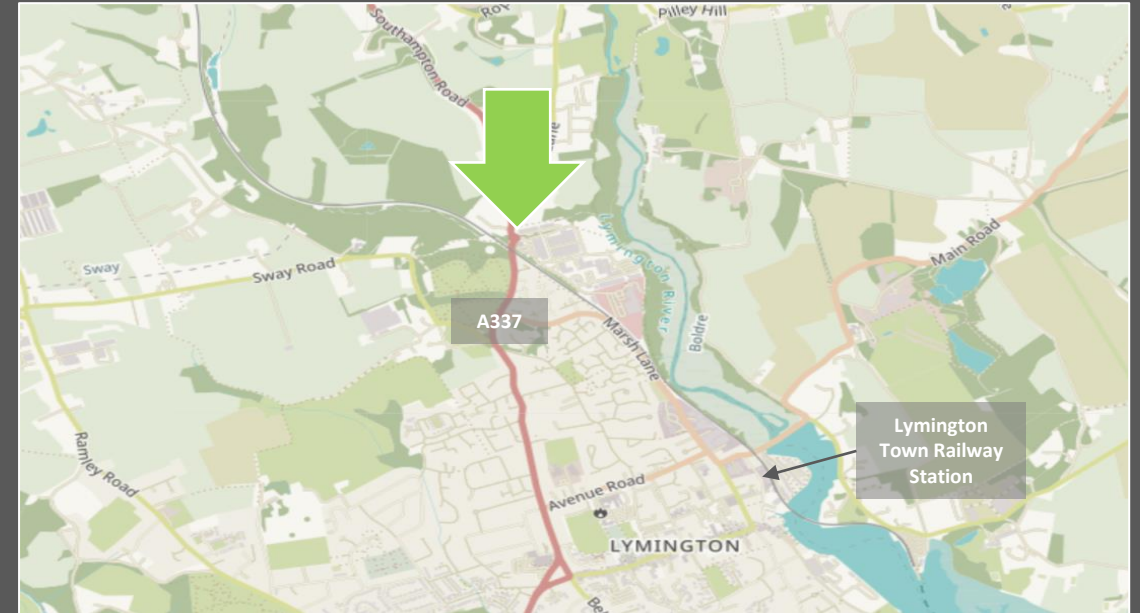 Roy
Pilley Hill
Southampton Road
Main Road
Sway
Sway Road
Lymington River
A337
Marsh Lane
Boldre
Lymington
Town Railway
Station
Ramley Road
Avenue Road
LYMINGTON